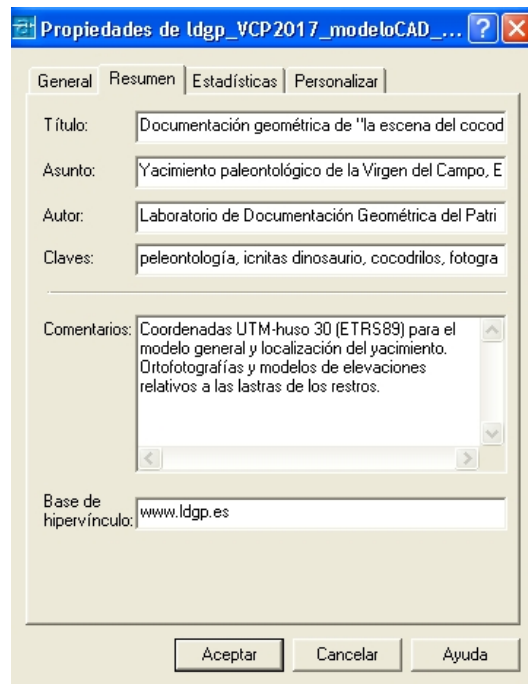 Propiedades de ldgp_VCP2017_modeloCAD_...
General Resumen Estadísticas Personalizar
Título: Documentación geométrica de "la escena del cocod
Asunto: Yacimiento paleontológico de la Virgen del Campo, E
Autor: Laboratorio de Documentación Geométrica del Patri
Claves: peleontología, icnitas dinosaurio, cocodrilos, fotogra
Comentarios: Coordenadas UTM-huso 30 (ETRS89) para el
modelo general y localización del yacimiento.
Ortofotografías y modelos de elevaciones
relativos a las lastras de los restros.
Base de
hipervínculo: www.ldgp.es
Aceptar Cancelar Ayuda